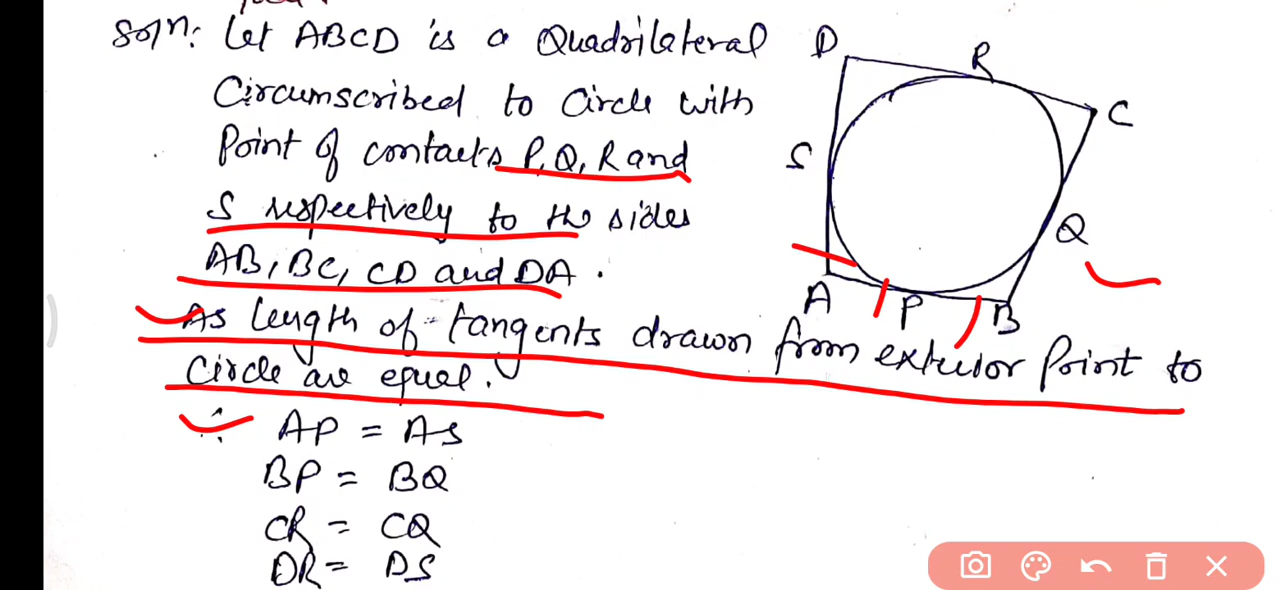 Soln: Let ABCD is a Quadrilateral
Circumscribed to Circle with
Point of contacts P, Q, R and
S respectively to the sides
AB, BC, CD and DA.
As length of tangents drawn from exterior Point to
Circle are equal.
∴ AP = AS
BP = BQ
CR = CQ
DR = DS
D
R
C
S
Q
A
P
B